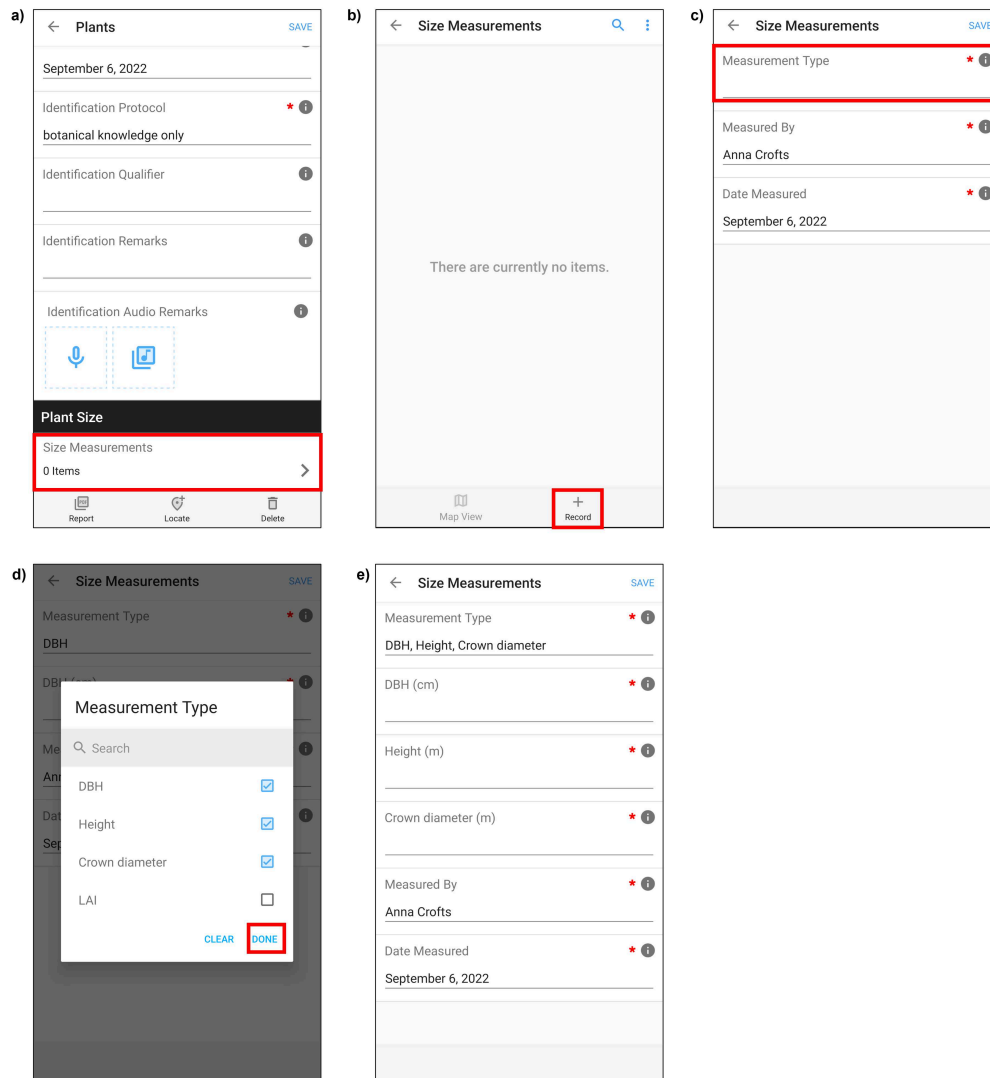 a)
Plants SAVE
September 6, 2022
Identification Protocol *
botanical knowledge only
Identification Qualifier
Identification Remarks
Identification Audio Remarks
Plant Size
Size Measurements
0 Items
Report Locate Delete
b)
Size Measurements
There are currently no items.
Map View Record
c)
Size Measurements SAVE
Measurement Type *
Measured By *
Anna Crofts
Date Measured *
September 6, 2022
d)
Size Measurements SAVE
Measurement Type *
DBH
DBH (cm) *
Measurement Type
Search
DBH
Height
Crown diameter
LAI
CLEAR DONE
e)
Size Measurements SAVE
Measurement Type *
DBH, Height, Crown diameter
DBH (cm) *
Height (m) *
Crown diameter (m) *
Measured By *
Anna Crofts
Date Measured *
September 6, 2022